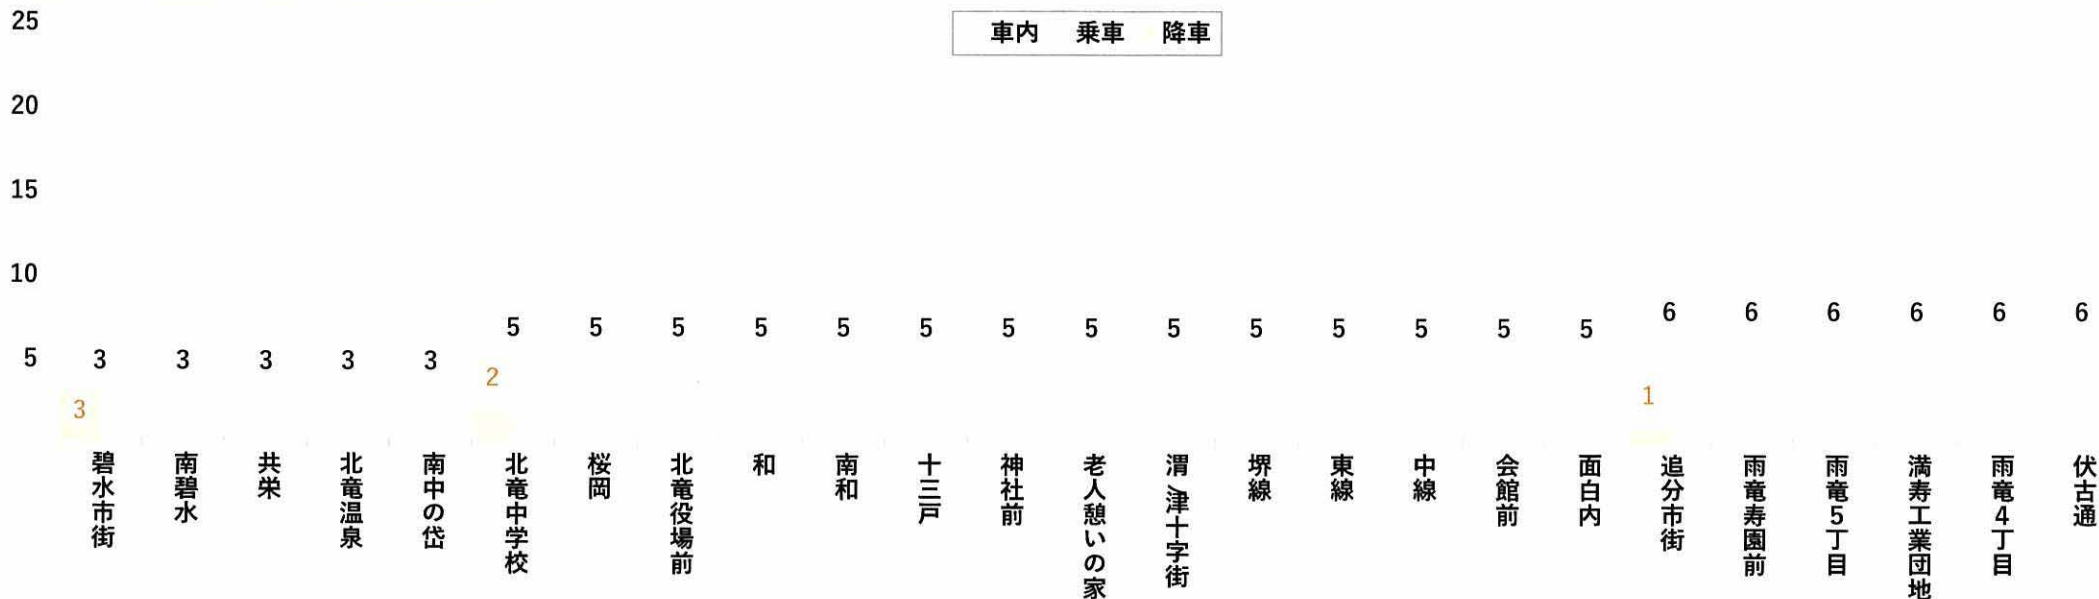 25
車内 乗車 降車
20
15
10
5
3 3 3 3 3 5 5 5 5 5 5 5 5 5 5 5 5 5 5 6 6 6 6 6 6
3 2 1
碧水市街
南碧水
共栄
北竜温泉
南中の岱
北竜中学校
桜岡
北竜役場前
和
南和
十三戸
神社前
老人憩いの家
渭ノ津十字街
堺線
東線
中線
会館前
面白内
追分市街
雨竜寿園前
雨竜5丁目
満寿工業団地
雨竜4丁目
伏古通